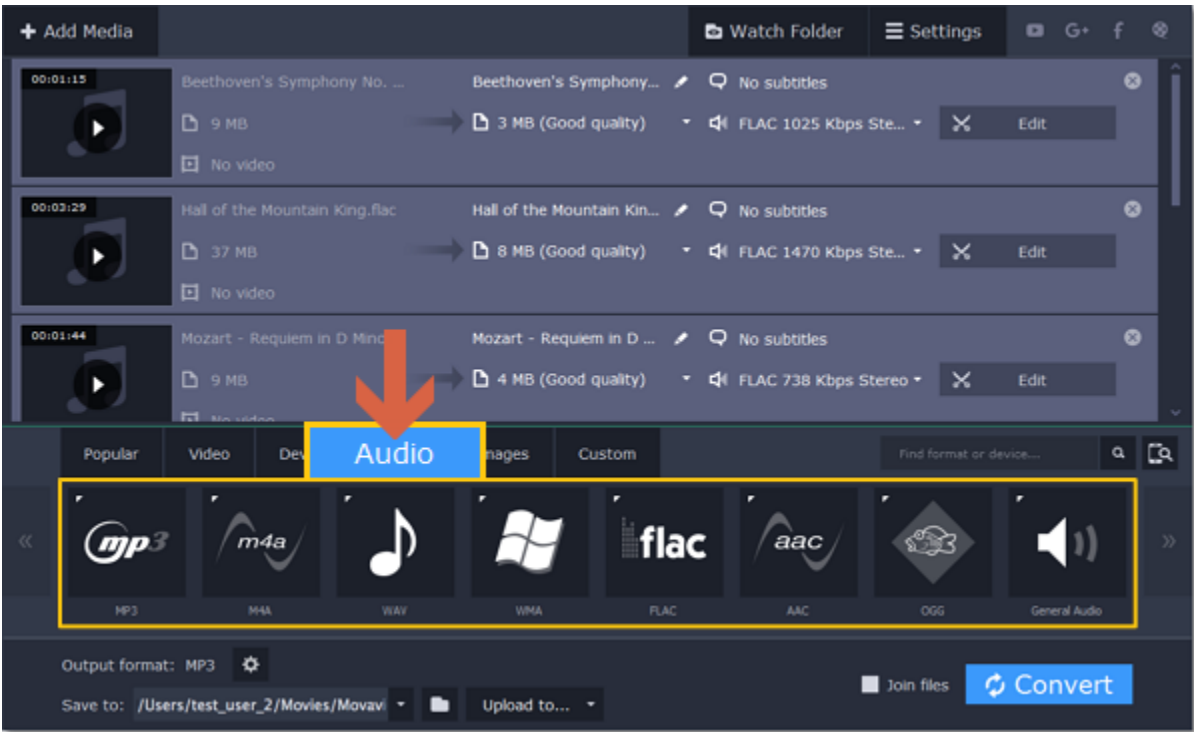 Add Media
Watch Folder
Settings
G+
f
00:01:15
Beethoven's Symphony No. ...
Beethoven's Symphony...
No subtitles
9 MB
3 MB (Good quality)
FLAC 1025 Kbps Ste...
Edit
No video
00:03:29
Hall of the Mountain King.flac
Hall of the Mountain Kin...
No subtitles
37 MB
8 MB (Good quality)
FLAC 1470 Kbps Ste...
Edit
No video
00:01:44
Mozart - Requiem in D Mino
Mozart - Requiem in D ...
No subtitles
9 MB
4 MB (Good quality)
FLAC 738 Kbps Stereo
Edit
No video
Popular
Video
Dev
Audio
mages
Custom
Find format or device....
mp3
m4a
flac
aac
MP3
M4A
WAV
WMA
FLAC
AAC
OGG
General Audio
Output format: MP3
Join files
Convert
Save to: /Users/test_user_2/Movies/Movavi
Upload to...